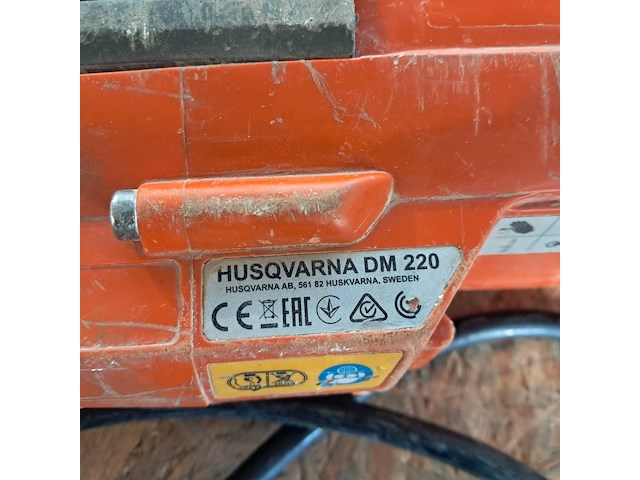 HUSQVARNA DM 220
HUSQVARNA AB, 561 82 HUSKVARNA, SWEDEN
CE EAC